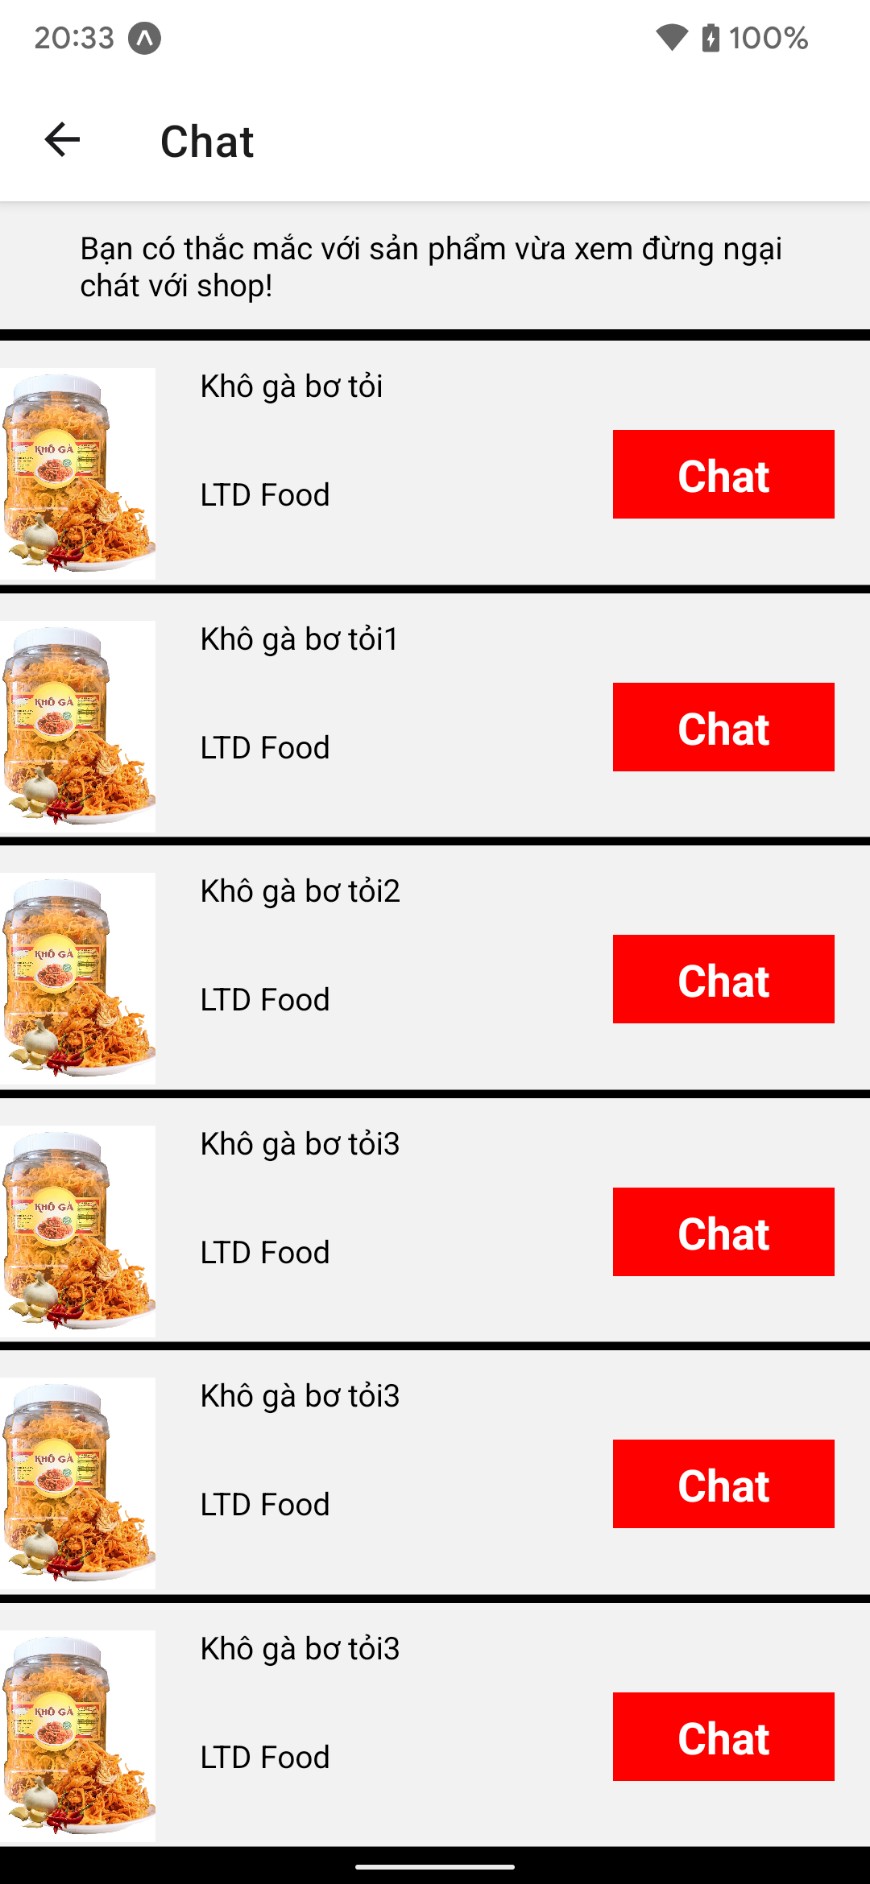 20:33
100%
Chat
Bạn có thắc mắc với sản phẩm vừa xem đừng ngại
chát với shop!
Khô gà bơ tỏi
KHÔ GÀ
Chat
LTD Food
Khô gà bơ tỏi1
KHÔ GÀ
Chat
LTD Food
Khô gà bơ tỏi2
KHÔ GÀ
Chat
LTD Food
Khô gà bơ tỏi3
KHÔ GÀ
Chat
LTD Food
Khô gà bơ tỏi3
KHÔ GÀ
Chat
LTD Food
Khô gà bơ tỏi3
KHÔ GÀ
Chat
LTD Food